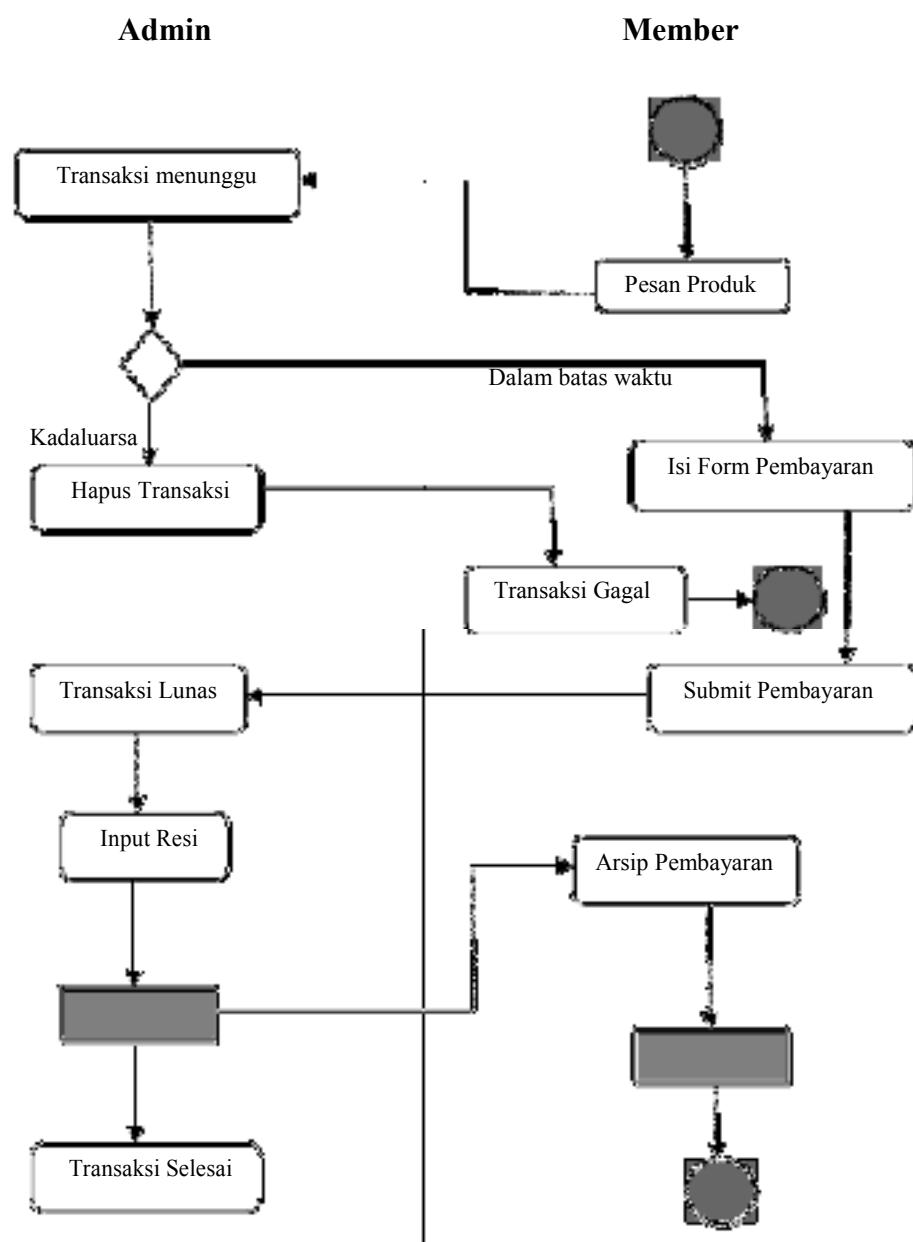 Admin
Member
Transaksi menunggu
Pesan Produk
Dalam batas waktu
Kadaluarsa
Isi Form Pembayaran
Hapus Transaksi
Transaksi Gagal
Transaksi Lunas
Submit Pembayaran
Input Resi
Arsip Pembayaran
Transaksi Selesai